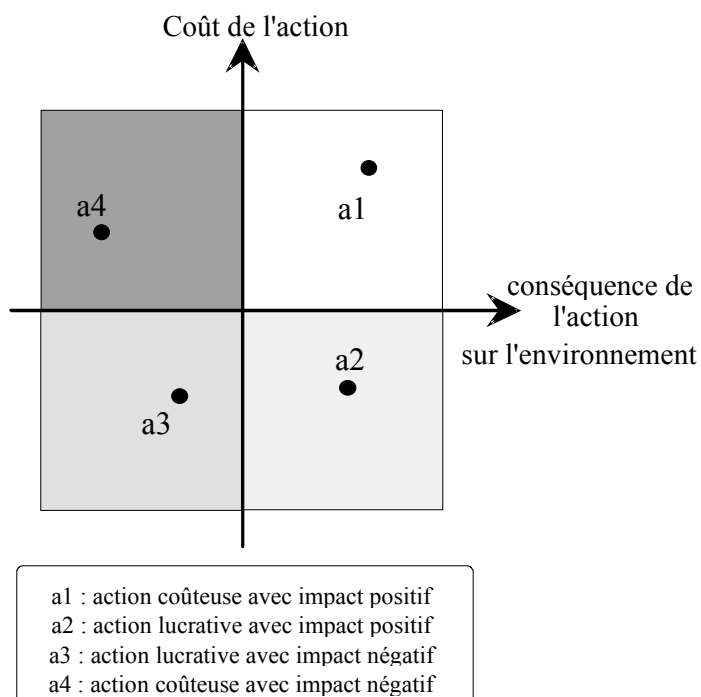 Coût de l'action
a4
a1
conséquence de
l'action
sur l'environnement
a2
a3
a1 : action coûteuse avec impact positif
a2 : action lucrative avec impact positif
a3 : action lucrative avec impact négatif
a4 : action coûteuse avec impact négatif